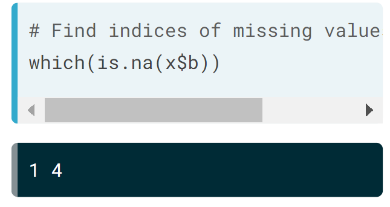 # Find indices of missing value
which(is.na(x$b))
1 4